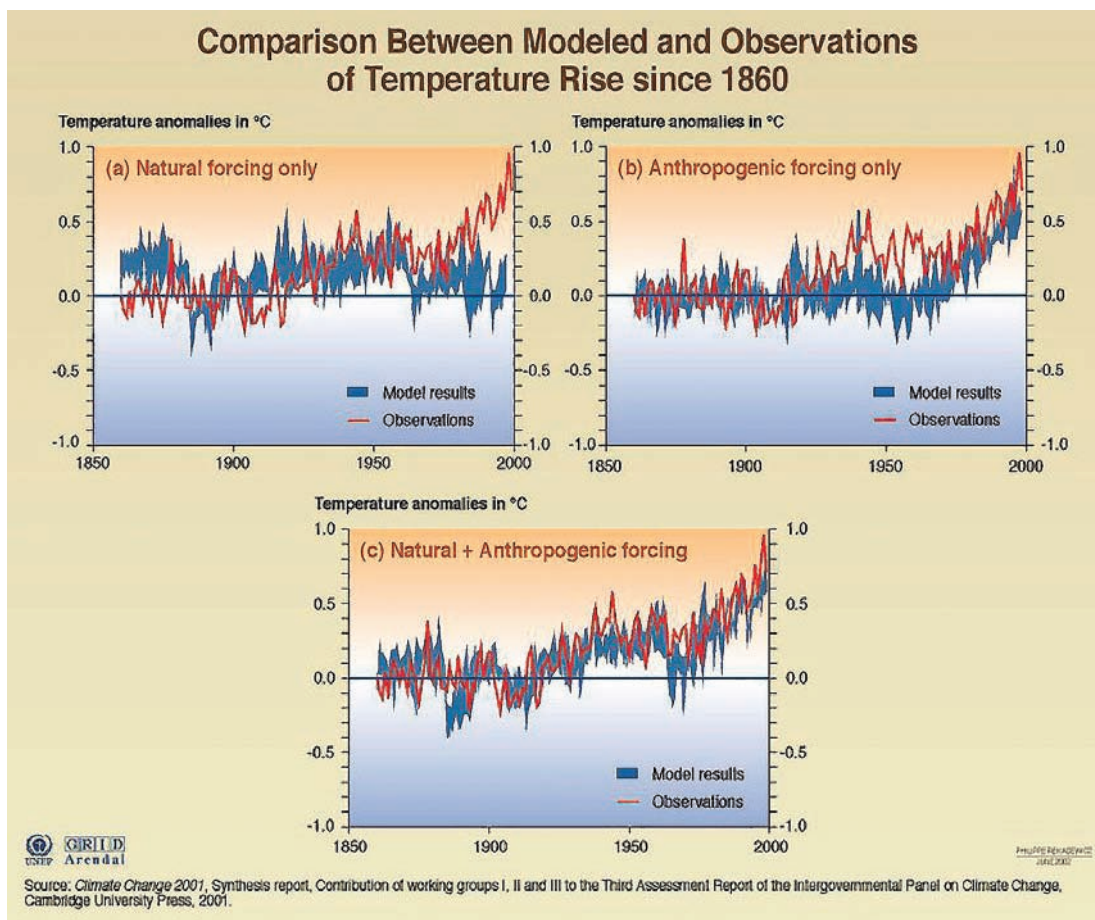 Comparison Between Modeled and Observations
of Temperature Rise since 1860
Temperature anomalies in °C
1.0
0.5
0.0
-0.5
-1.0
(a) Natural forcing only
Model results
Observations
1.0
0.5
0.0
-0.5
-1.0
1850
1900
1950
2000
Temperature anomalies in °C
1.0
0.5
0.0
-0.5
-1.0
(b) Anthropogenic forcing only
Model results
Observations
1.0
0.5
0.0
-0.5
-1.0
1850
1900
1950
2000
Temperature anomalies in °C
1.0
0.5
0.0
-0.5
-1.0
(c) Natural + Anthropogenic forcing
Model results
Observations
1.0
0.5
0.0
-0.5
-1.0
1850
1900
1950
2000
UNEP
GRID
Arendal
PHILIPPE REKACEWICZ
JUNE 2002
Source: Climate Change 2001, Synthesis report, Contribution of working groups I, II and III to the Third Assessment Report of the Intergovernmental Panel on Climate Change,
Cambridge University Press, 2001.